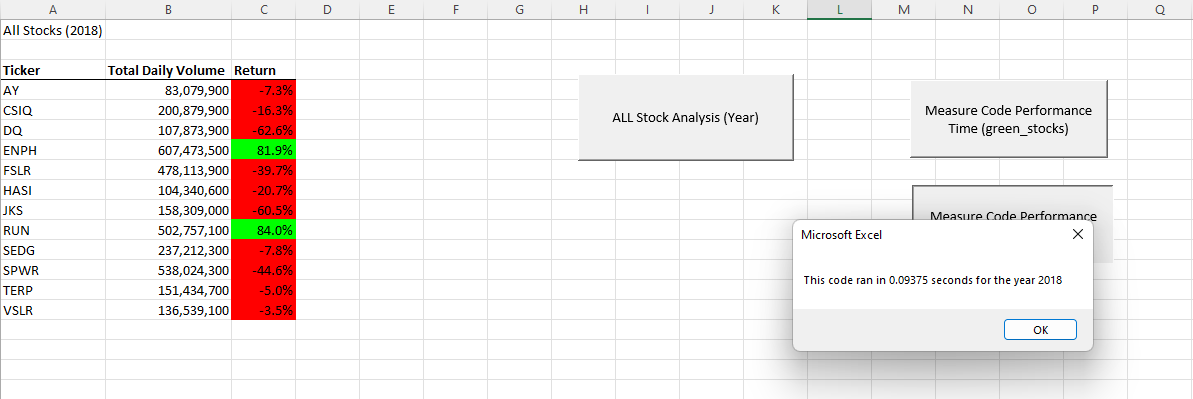 A B C D E F G H I J K L M N O P Q
All Stocks (2018)
Ticker Total Daily Volume Return
AY 83,079,900 -7.3%
CSIQ 200,879,900 -16.3%
DQ 107,873,900 -62.6%
ENPH 607,473,500 81.9%
FSLR 478,113,900 -39.7%
HASI 104,340,600 -20.7%
JKS 158,309,000 -60.5%
RUN 502,757,100 84.0%
SEDG 237,212,300 -7.8%
SPWR 538,024,300 -44.6%
TERP 151,434,700 -5.0%
VSLR 136,539,100 -3.5%
ALL Stock Analysis (Year)
Measure Code Performance
Time (green_stocks)
Measure Code Performance
Microsoft Excel
This code ran in 0.09375 seconds for the year 2018
OK